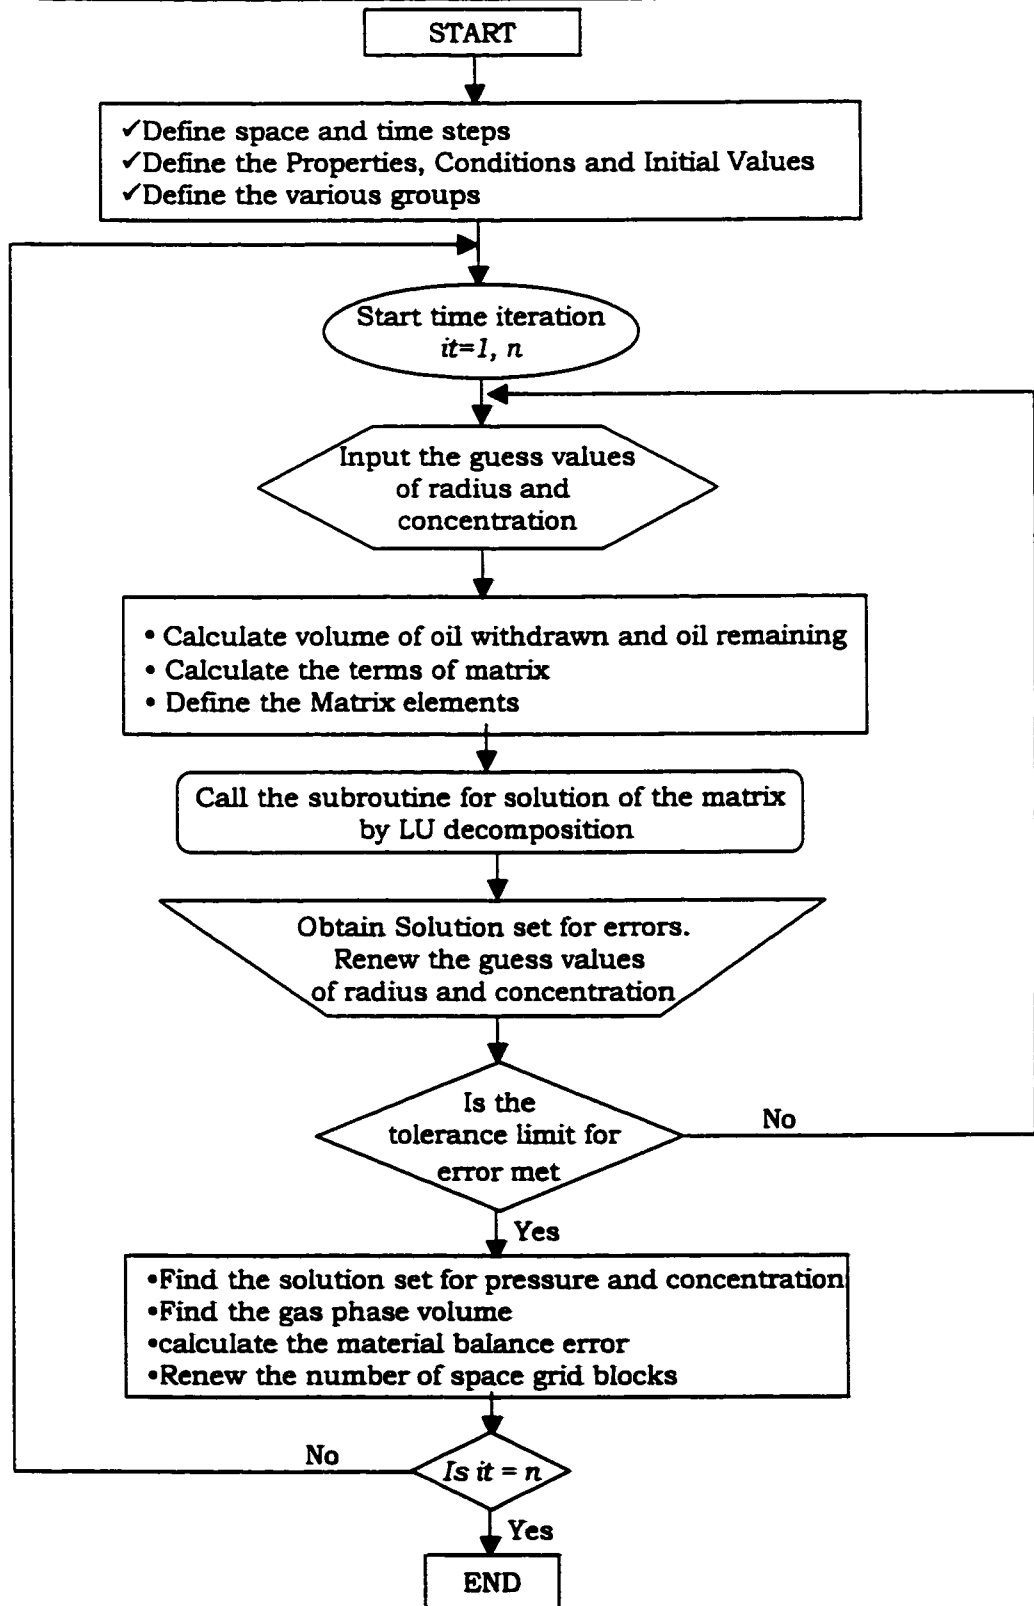 START
✓Define space and time steps
✓Define the Properties, Conditions and Initial Values
✓Define the various groups
Start time iteration
it=1, n
Input the guess values
of radius and
concentration
• Calculate volume of oil withdrawn and oil remaining
• Calculate the terms of matrix
• Define the Matrix elements
Call the subroutine for solution of the matrix
by LU decomposition
Obtain Solution set for errors.
Renew the guess values
of radius and concentration
Is the
tolerance limit for
error met
No
Yes
•Find the solution set for pressure and concentration
•Find the gas phase volume
•calculate the material balance error
•Renew the number of space grid blocks
No
Is it = n
Yes
END